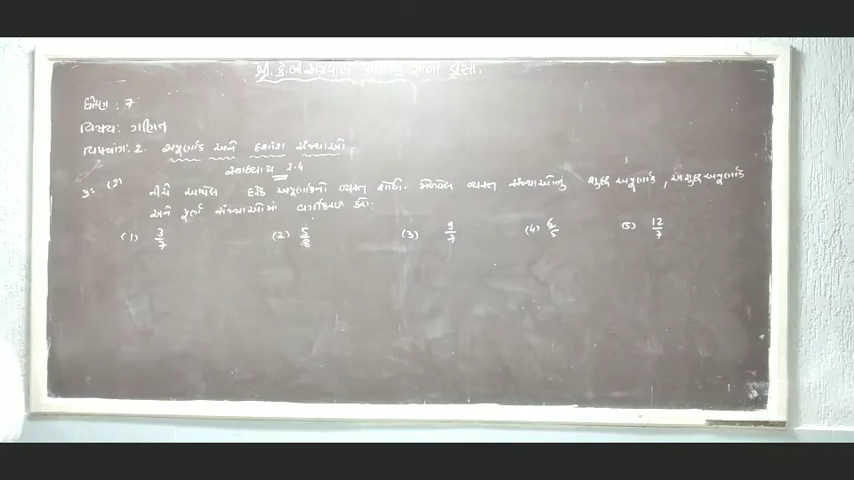 શ્રી. કે. બી. શાળા
ધોરણ : 7
વિષય: ગણિત
વિભાગ: 2. અપૂર્ણાંક અને દશાંશ સંખ્યાઓ.
સ્વાધ્યાય 2.4
પ્ર: (2) નીચે આપેલ દરેક અપૂર્ણાંકનો વ્યસ્ત શોધો. મળેલ વ્યસ્ત સંખ્યાઓનું શુદ્ધ અપૂર્ણાંક, અશુદ્ધ અપૂર્ણાંક
અને પૂર્ણ સંખ્યાઓમાં વર્ગીકરણ કરો.
(1) 3/7 (2) 5/8 (3) 9/7 (4) 6/5 (5) 12/7